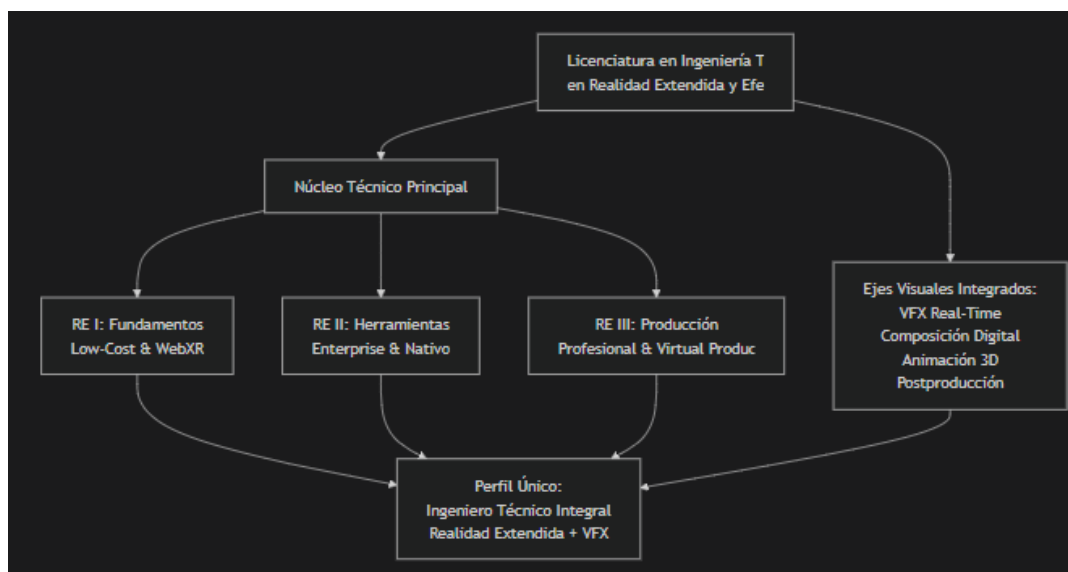 Licenciatura en Ingeniería T
en Realidad Extendida y Efe
Núcleo Técnico Principal
RE I: Fundamentos
Low-Cost & WebXR
RE II: Herramientas
Enterprise & Nativo
RE III: Producción
Profesional & Virtual Produc
Ejes Visuales Integrados:
VFX Real-Time
Composición Digital
Animación 3D
Postproducción
Perfil Único:
Ingeniero Técnico Integral
Realidad Extendida + VFX